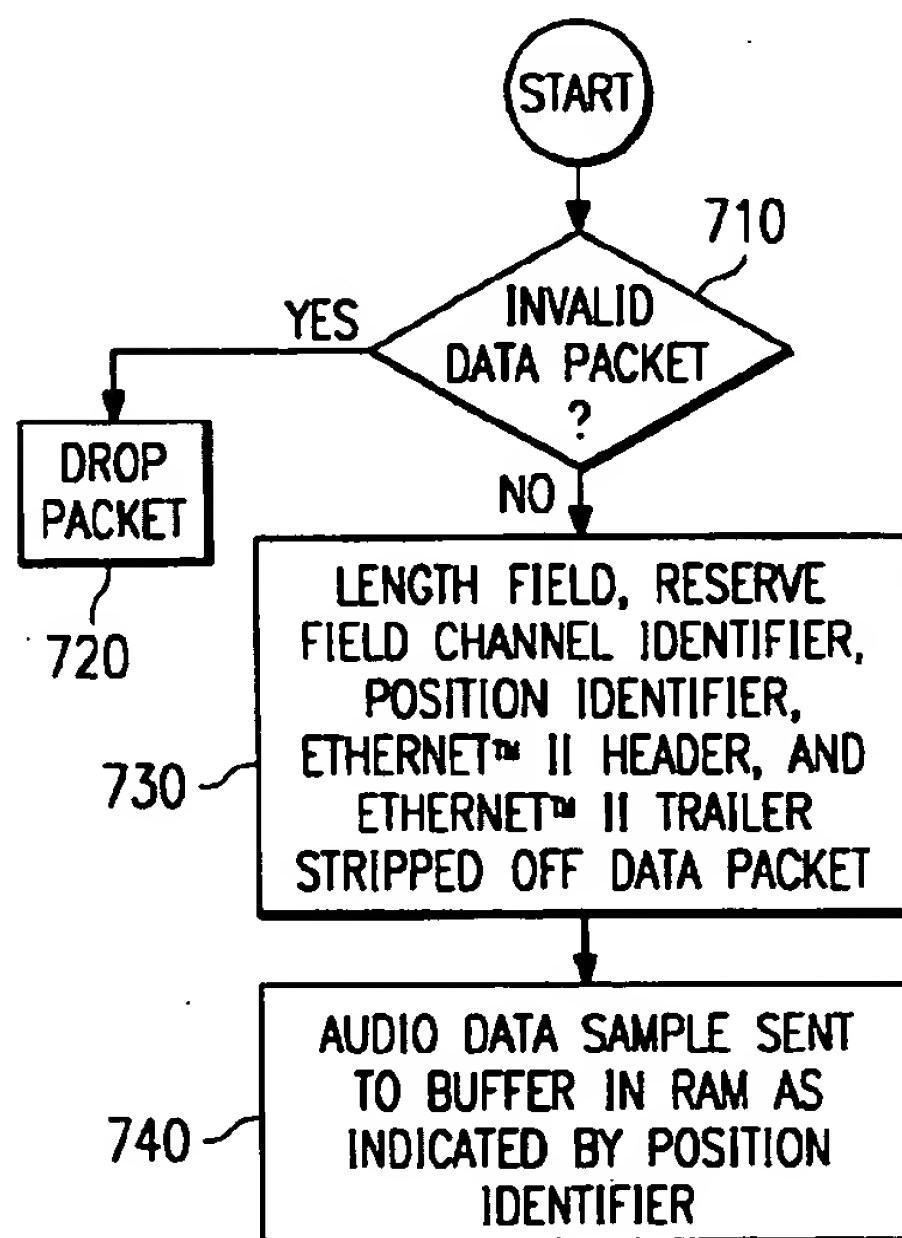 START
710
INVALID
DATA PACKET
?
YES
NO
DROP
PACKET
720
LENGTH FIELD, RESERVE
FIELD CHANNEL IDENTIFIER,
POSITION IDENTIFIER,
ETHERNET™ II HEADER, AND
ETHERNET™ II TRAILER
STRIPPED OFF DATA PACKET
730
AUDIO DATA SAMPLE SENT
TO BUFFER IN RAM AS
INDICATED BY POSITION
IDENTIFIER
740